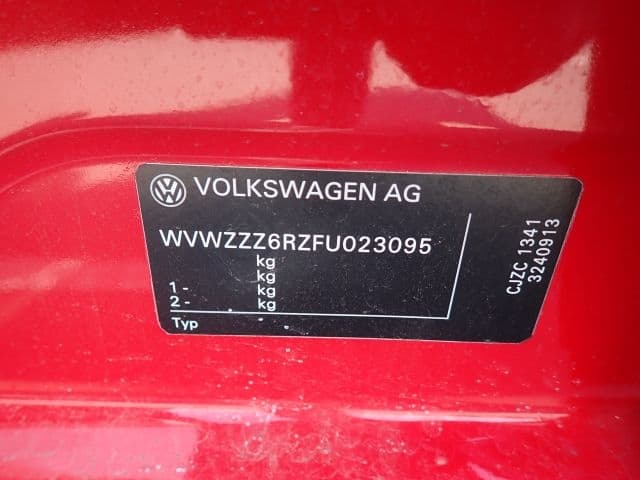 VOLKSWAGEN AG
WVWZZZ6RZFU023095
kg
kg
1 - kg
2 - kg
Typ
CJZC 1341
3240913